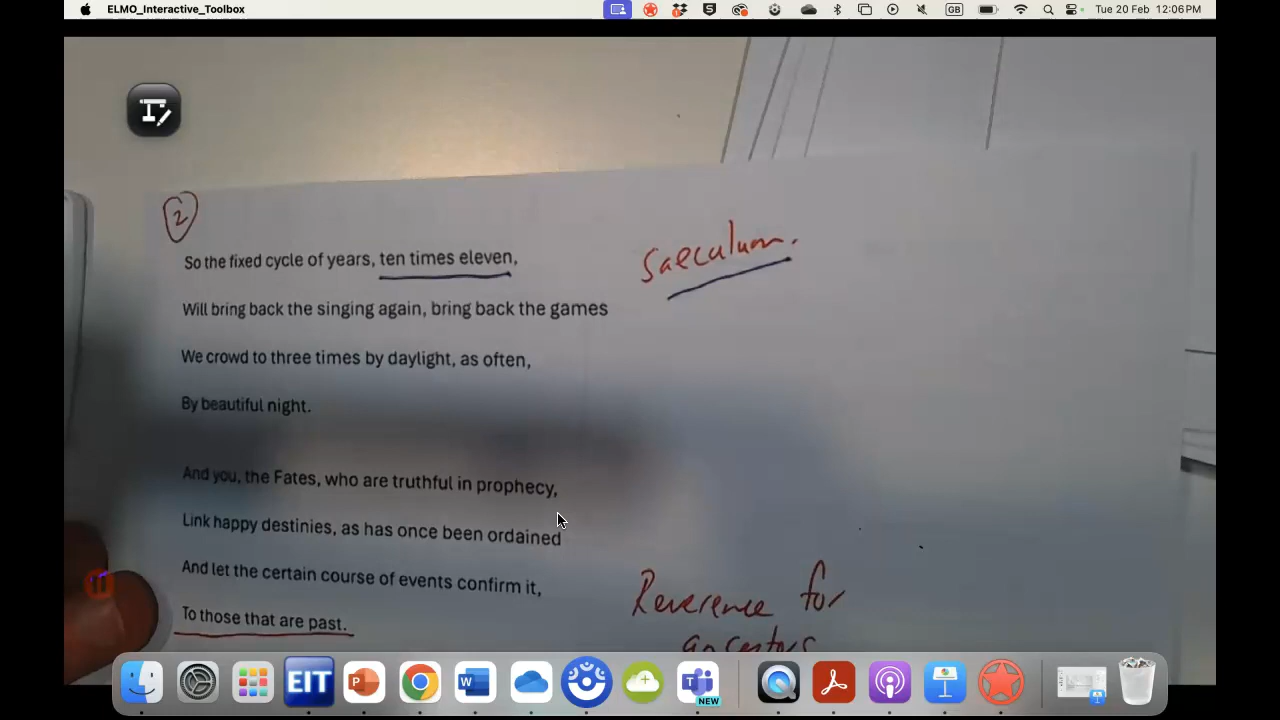 ELMO_Interactive_Toolbox
GB
Tue 20 Feb 12:06 PM
T
2
So the fixed cycle of years, ten times eleven,
Saeculum.
Will bring back the singing again, bring back the games
We crowd to three times by daylight, as often,
By beautiful night.
And you, the Fates, who are truthful in prophecy,
Link happy destinies, as has once been ordained
And let the certain course of events confirm it,
To those that are past.
Reverence for
ancestors
EIT
P
W
T
NEW